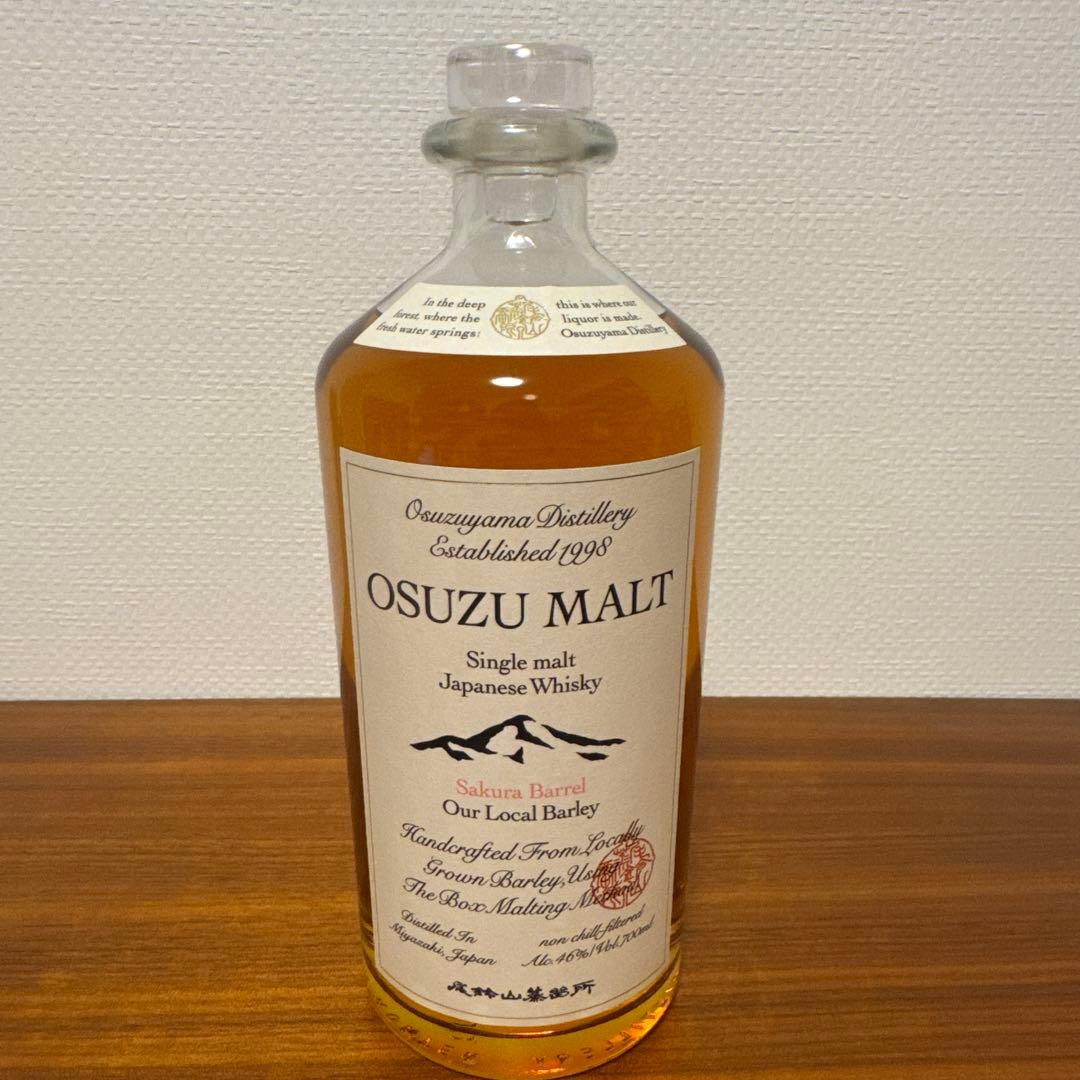 In the deep
forest, where the
fresh water springs:
this is where our
liquor is made.
Osuzuyama Distillery
Osuzuyama Distillery
Established 1998
OSUZU MALT
Single malt
Japanese Whisky
Sakura Barrel
Our Local Barley
Handcrafted From Locally
Grown Barley, Using
The Box Malting Method
Distilled In
Miyazaki, Japan
non chill-filtered
Alc. 46%/Vol. 700ml
尾鈴山蒸留所